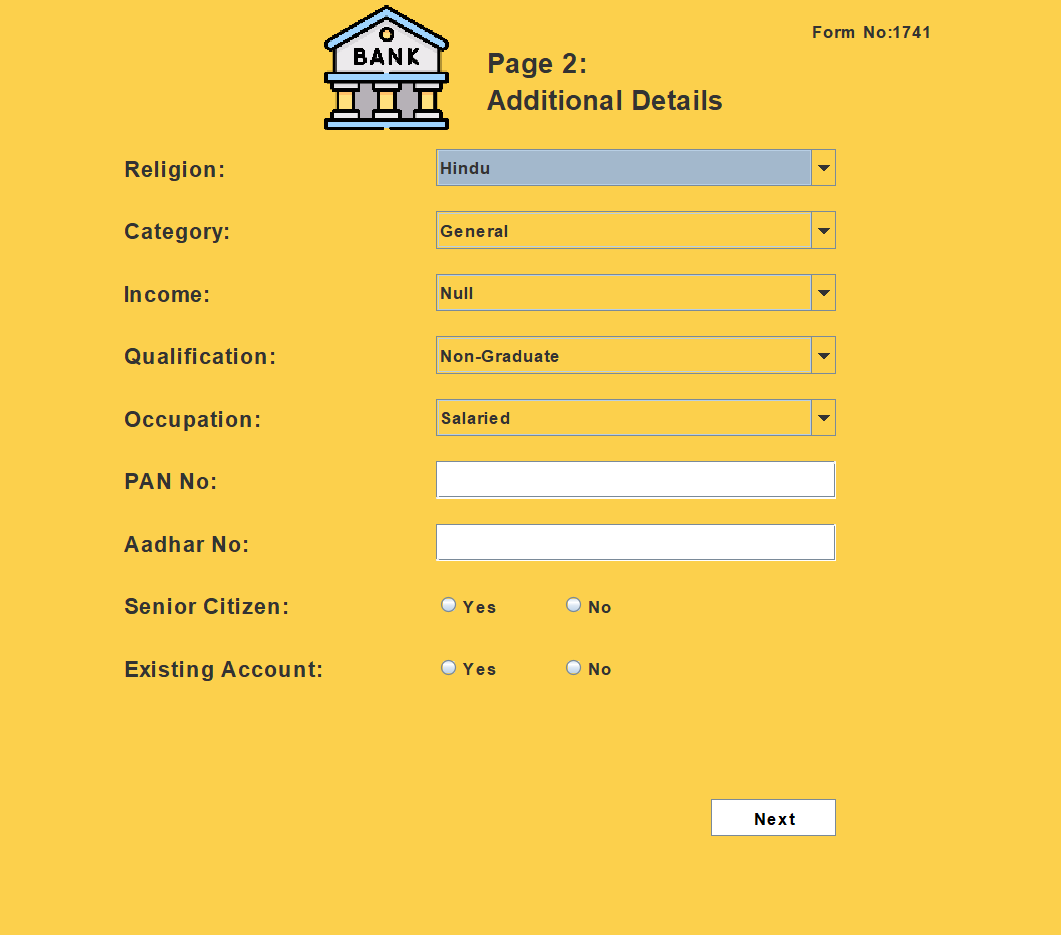 BANK
Form No:1741
Page 2:
Additional Details
Religion: Hindu
Category: General
Income: Null
Qualification: Non-Graduate
Occupation: Salaried
PAN No:
Aadhar No:
Senior Citizen: Yes No
Existing Account: Yes No
Next